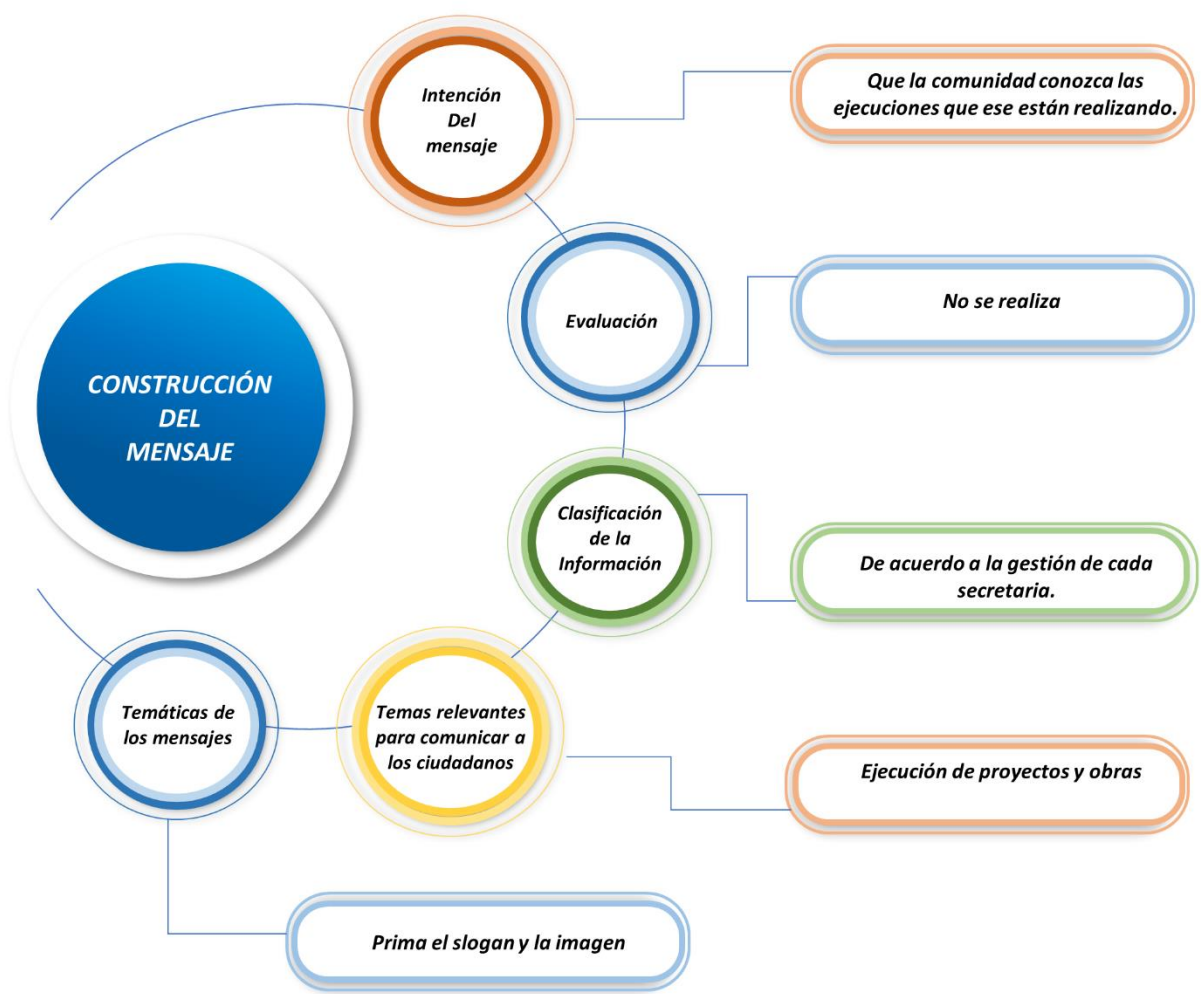 Intención
Del
mensaje
Que la comunidad conozca las
ejecuciones que ese están realizando.
Evaluación
No se realiza
CONSTRUCCIÓN
DEL
MENSAJE
Clasificación
de la
Información
De acuerdo a la gestión de cada
secretaria.
Temas relevantes
para comunicar a
los ciudadanos
Ejecución de proyectos y obras
Temáticas de
los mensajes
Prima el slogan y la imagen